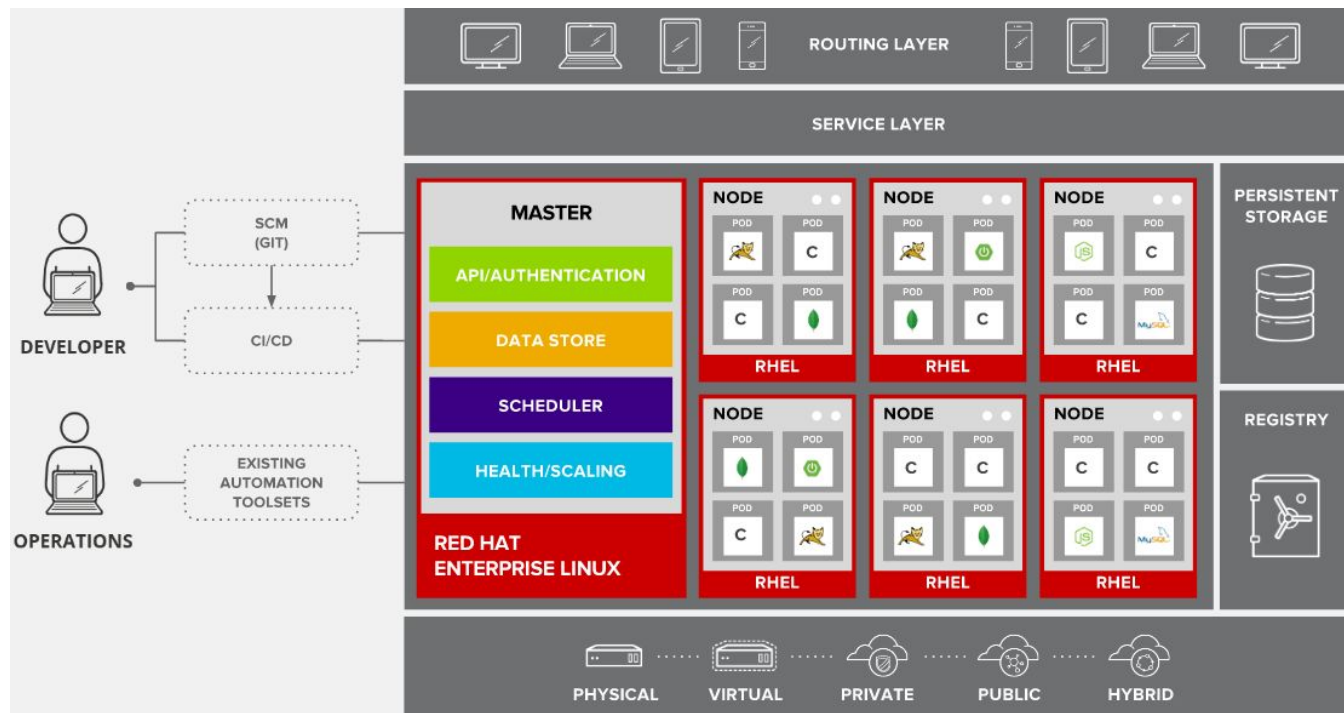 ROUTING LAYER
SERVICE LAYER
DEVELOPER
SCM
(GIT)
CI/CD
OPERATIONS
EXISTING
AUTOMATION
TOOLSETS
MASTER
API/AUTHENTICATION
DATA STORE
SCHEDULER
HEALTH/SCALING
RED HAT
ENTERPRISE LINUX
NODE
POD POD
C
POD POD
C
RHEL
NODE
POD POD
POD POD
C
RHEL
NODE
POD POD
JS C
POD POD
C MySQL
RHEL
NODE
POD POD
POD POD
C
RHEL
NODE
POD POD
C C
POD POD
RHEL
NODE
POD POD
C C
POD POD
JS MySQL
RHEL
PERSISTENT
STORAGE
REGISTRY
PHYSICAL VIRTUAL PRIVATE PUBLIC HYBRID